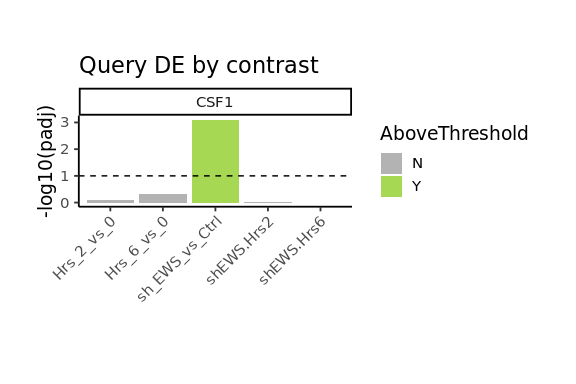 Query DE by contrast
CSF1
-log10(padj)
3
2
1
0
Hrs_2_vs_0
Hrs_6_vs_0
sh_EWS_vs_Ctrl
shEWS.Hrs2
shEWS.Hrs6
AboveThreshold
N
Y